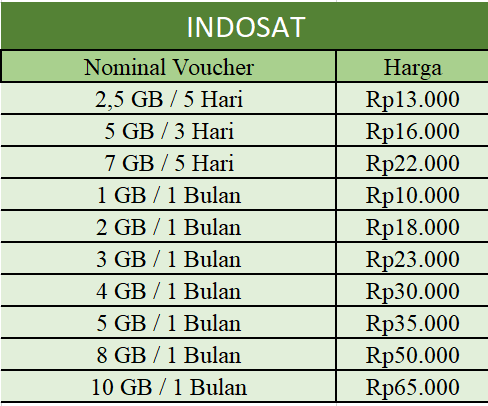 INDOSAT
Nominal Voucher Harga
2,5 GB / 5 Hari Rp13.000
5 GB / 3 Hari Rp16.000
7 GB / 5 Hari Rp22.000
1 GB / 1 Bulan Rp10.000
2 GB / 1 Bulan Rp18.000
3 GB / 1 Bulan Rp23.000
4 GB / 1 Bulan Rp30.000
5 GB / 1 Bulan Rp35.000
8 GB / 1 Bulan Rp50.000
10 GB / 1 Bulan Rp65.000